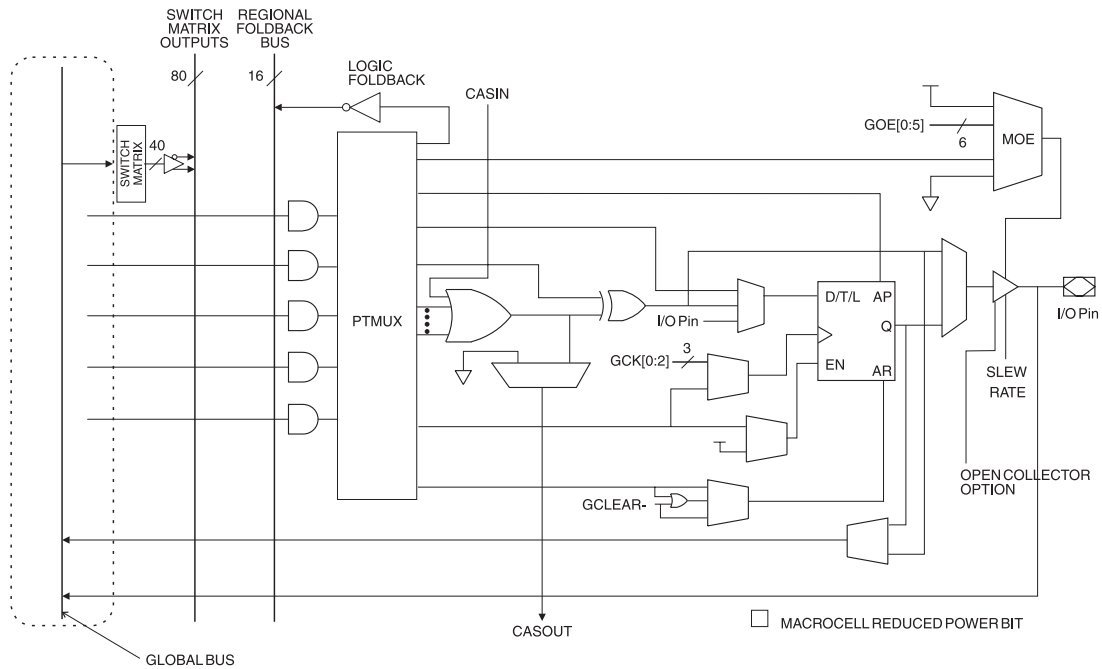 SWITCH
MATRIX
OUTPUTS
REGIONAL
FOLDBACK
BUS
80
16
LOGIC
FOLDBACK
CASIN
GOE[0:5]
6
MOE
SWITCH
MATRIX
40
PTMUX
I/O Pin
D/T/L
AP
Q
EN
AR
GCK[0:2]
3
I/O Pin
SLEW
RATE
OPEN COLLECTOR
OPTION
GCLEAR-
CASOUT
MACROCELL REDUCED POWER BIT
GLOBAL BUS